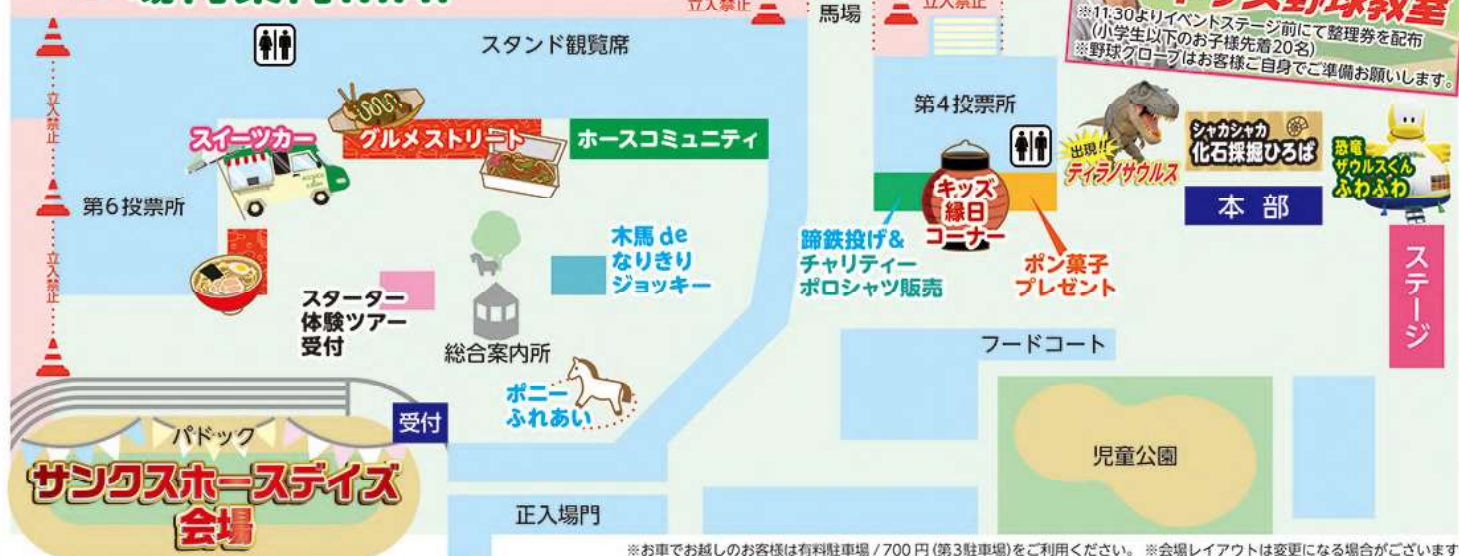 立入禁止
馬場
立入禁止
キッズ野球教室
※11.30よりイベントステージ前にて整理券を配布
(小学生以下のお子様先着20名)
※野球グローブはお客様ご自身でご準備お願いします。
スタンド観覧席
立入禁止
第4投票所
スイーツカー
グルメストリート
ホースコミュニティ
出現!!
ティラノサウルス
シャカシャカ
化石採掘ひろば
恐竜
ザウルスくん
ふわふわ
第6投票所
キッズ
縁日
コーナー
本部
木馬de
なりきり
ジョッキー
蹄鉄投げ&
チャリティー
ポロシャツ販売
ポン菓子
プレゼント
ステージ
立入禁止
スターター
体験ツアー
受付
総合案内所
フードコート
ポニー
ふれあい
受付
パドック
サンクスホースデイズ
会場
児童公園
正入場門
※お車でお越しのお客様は有料駐車場/700円(第3駐車場)をご利用ください。 ※会場レイアウトは変更になる場合がございます